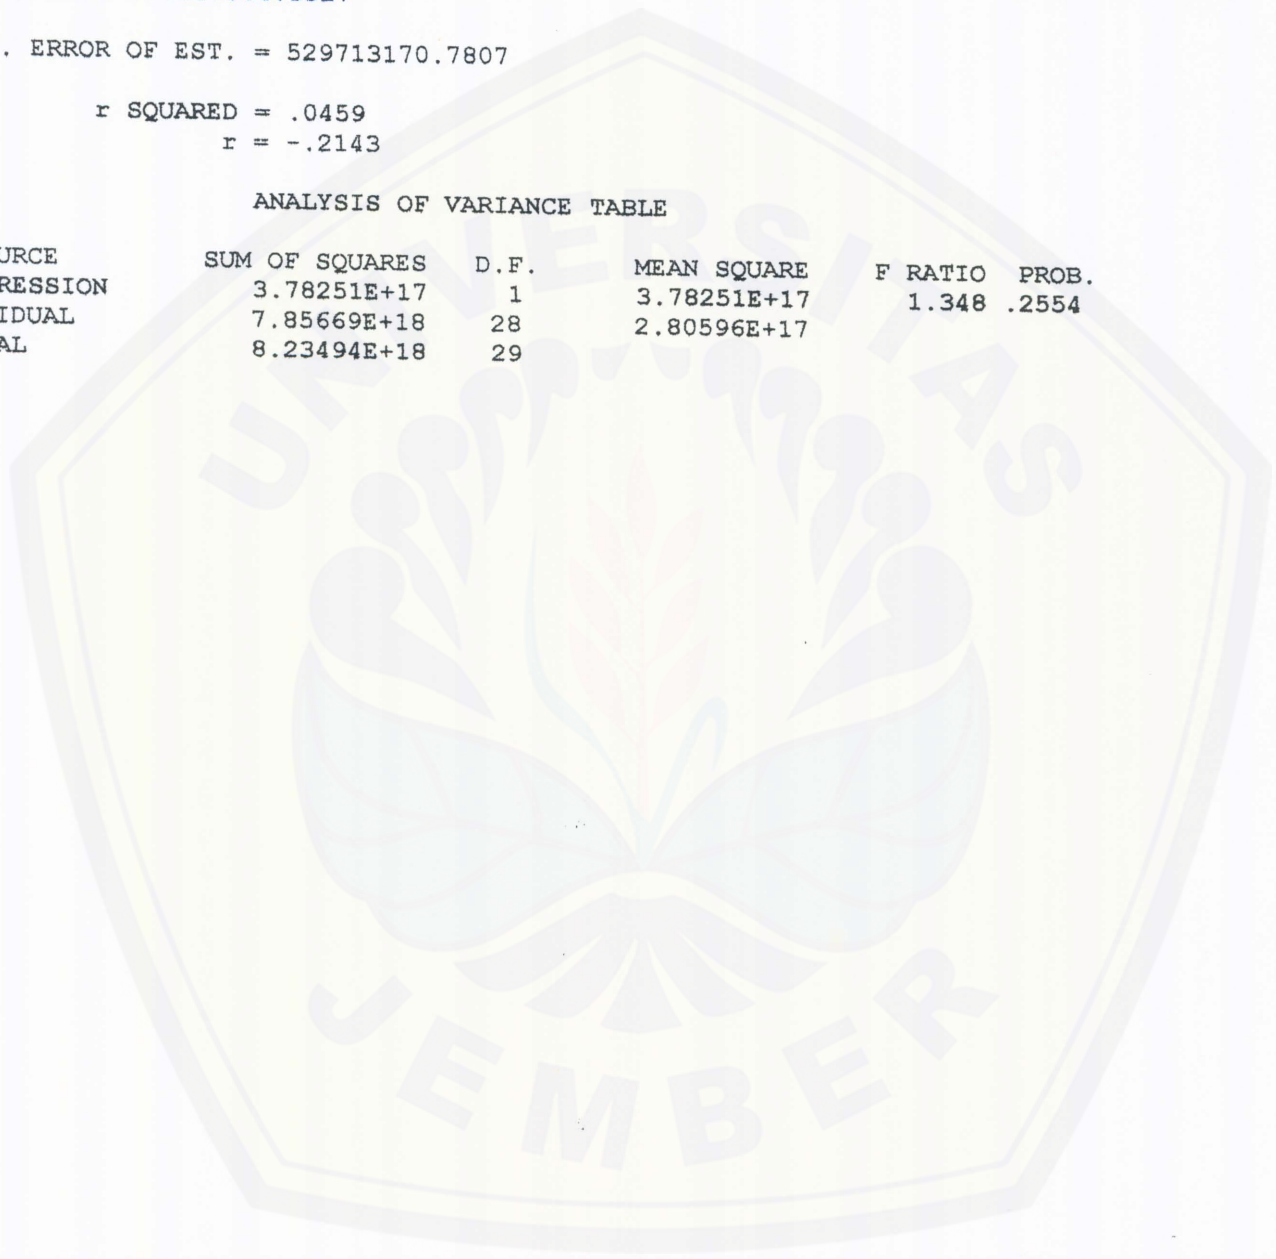 . ERROR OF EST. = 529713170.7807
r SQUARED = .0459
r = -.2143
ANALYSIS OF VARIANCE TABLE
URCE SUM OF SQUARES D.F. MEAN SQUARE F RATIO PROB.
RESSION 3.78251E+17 1 3.78251E+17 1.348 .2554
IDUAL 7.85669E+18 28 2.80596E+17
AL 8.23494E+18 29
UNIVERSITAS
JEMBER